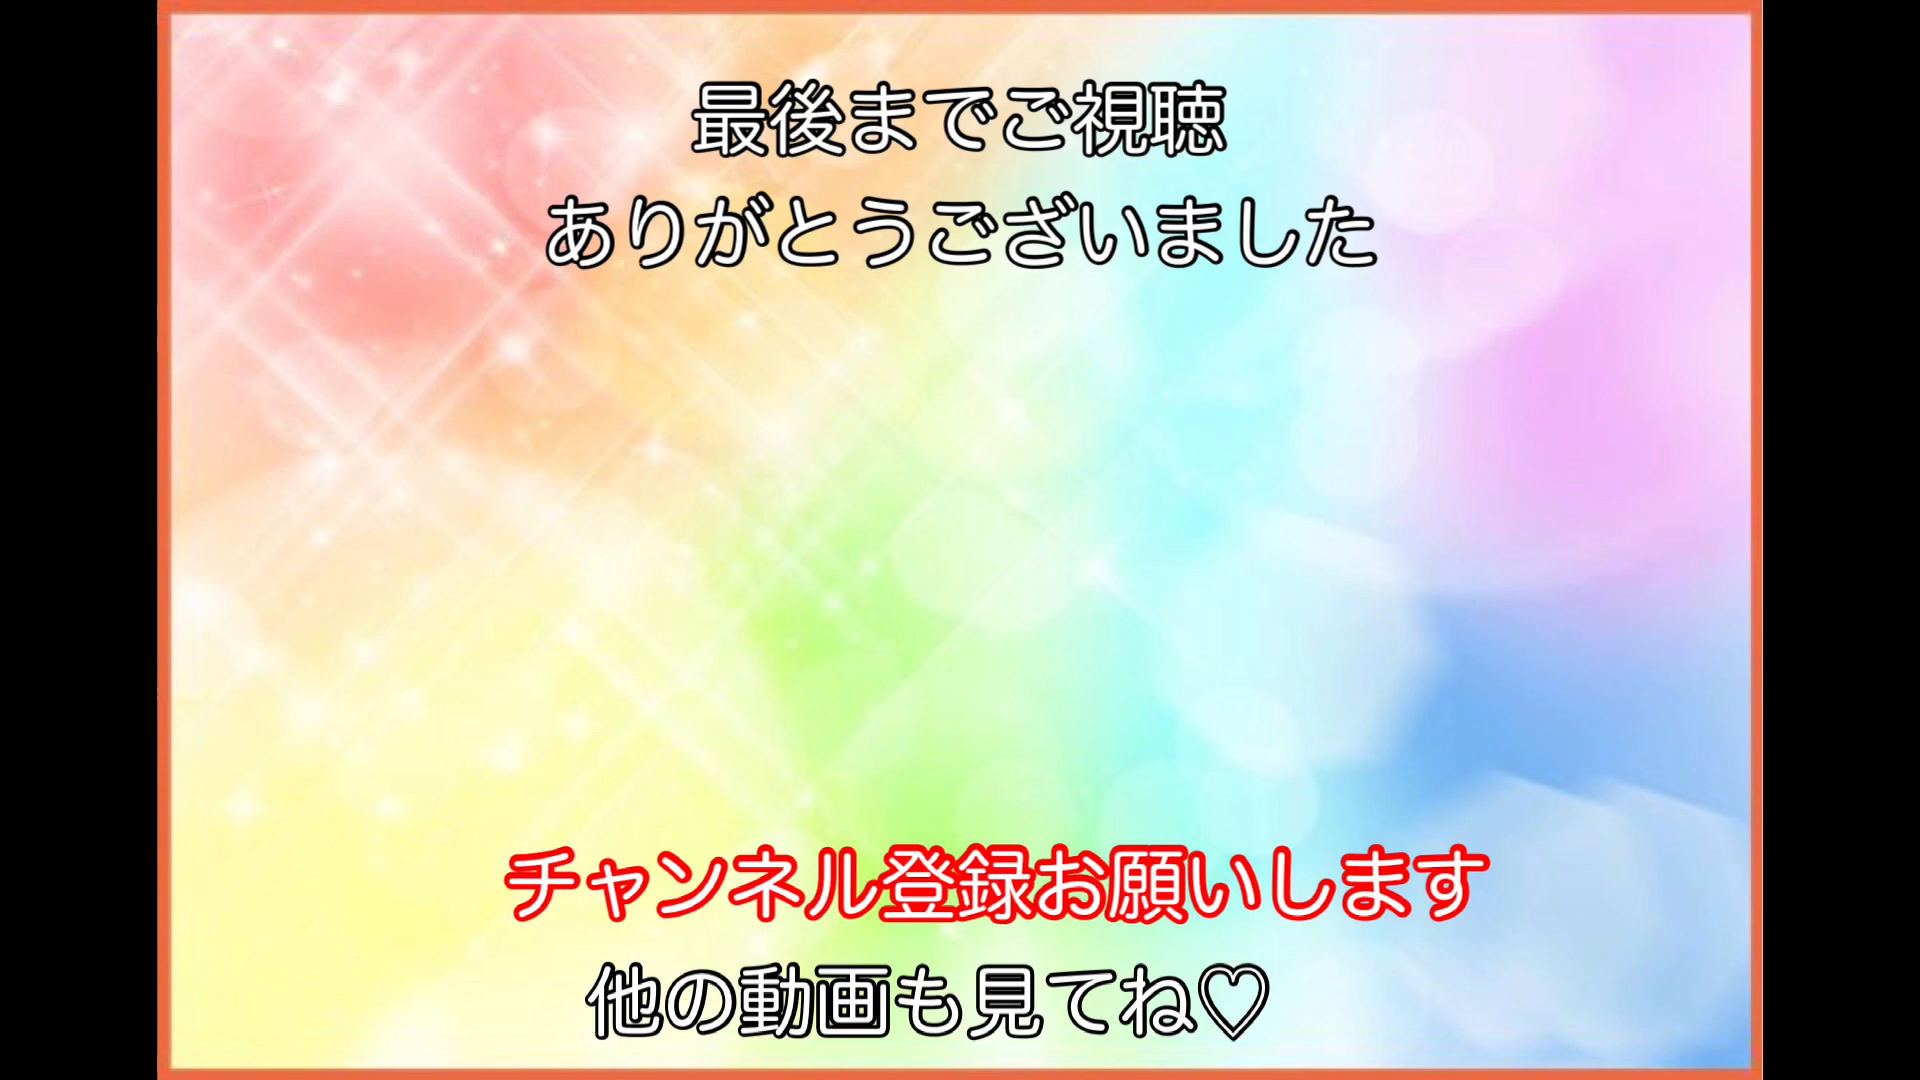 最後までご視聴
ありがとうございました
チャンネル登録お願いします
他の動画も見てね♡